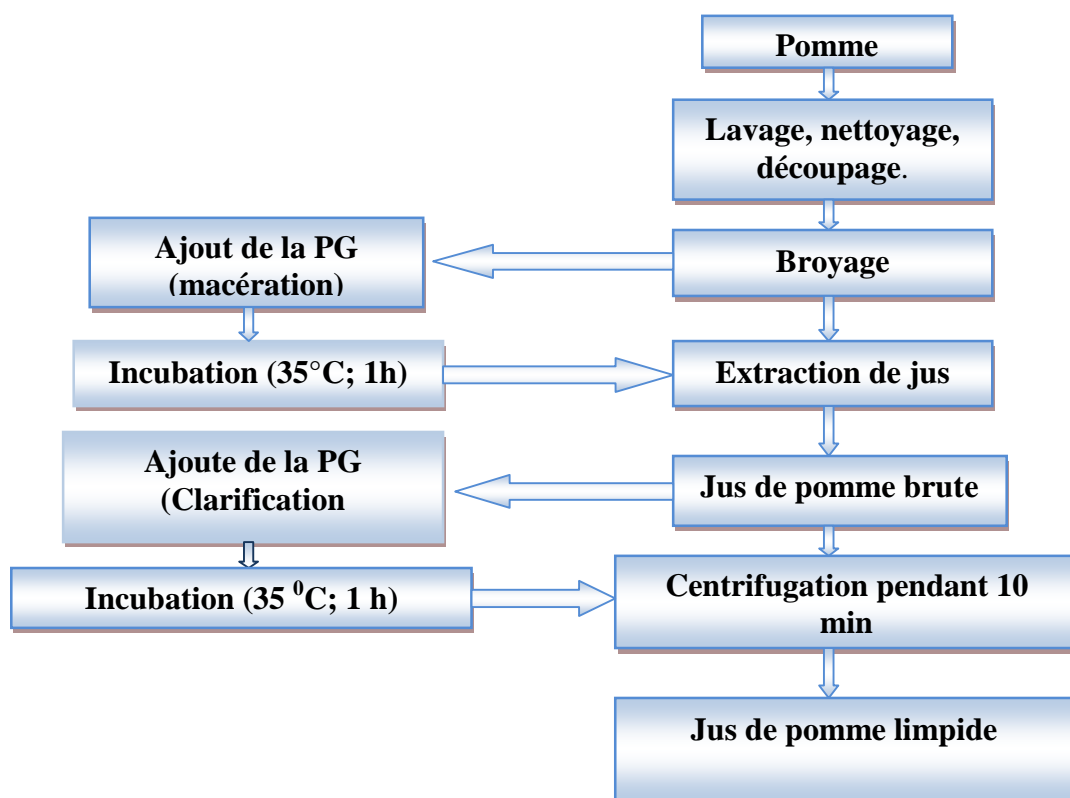 Pomme
Lavage, nettoyage,
découpage.
Ajout de la PG
(macération)
Broyage
Incubation (35°C; 1h)
Extraction de jus
Ajoute de la PG
(Clarification
Jus de pomme brute
Incubation (35 ⁰C; 1 h)
Centrifugation pendant 10
min
Jus de pomme limpide